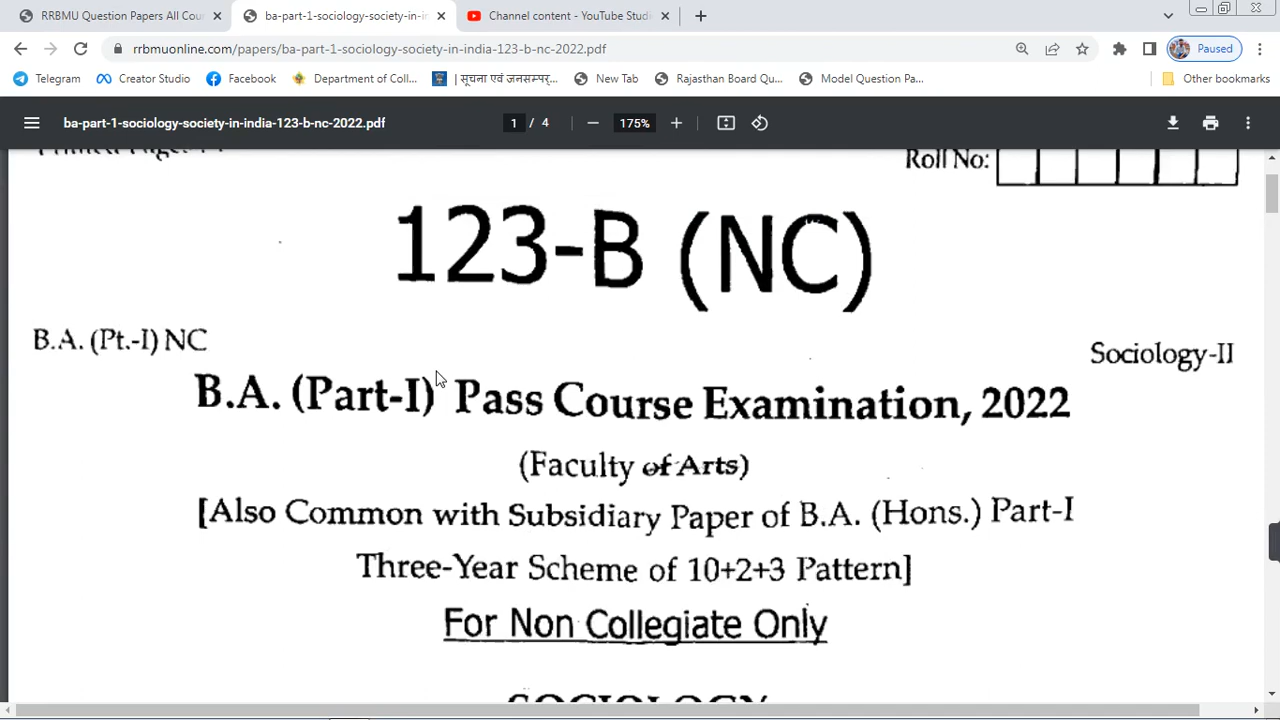 RRBMU Question Papers All Cour
ba-part-1-sociology-society-in-in
Channel content - YouTube Stud
rrbmuonline.com/papers/ba-part-1-sociology-society-in-india-123-b-nc-2022.pdf
Paused
Telegram
Creator Studio
Facebook
Department of Coll...
| सूचना एवं जनसम्पर्...
New Tab
Rajasthan Board Qu...
Model Question Pa...
Other bookmarks
ba-part-1-sociology-society-in-india-123-b-nc-2022.pdf
1 / 4
175%
Roll No:
123-B (NC)
B.A. (Pt.-I) NC
Sociology-II
B.A. (Part-I) Pass Course Examination, 2022
(Faculty of Arts)
[Also Common with Subsidiary Paper of B.A. (Hons.) Part-I
Three-Year Scheme of 10+2+3 Pattern]
For Non Collegiate Only
SOCIOLOGY